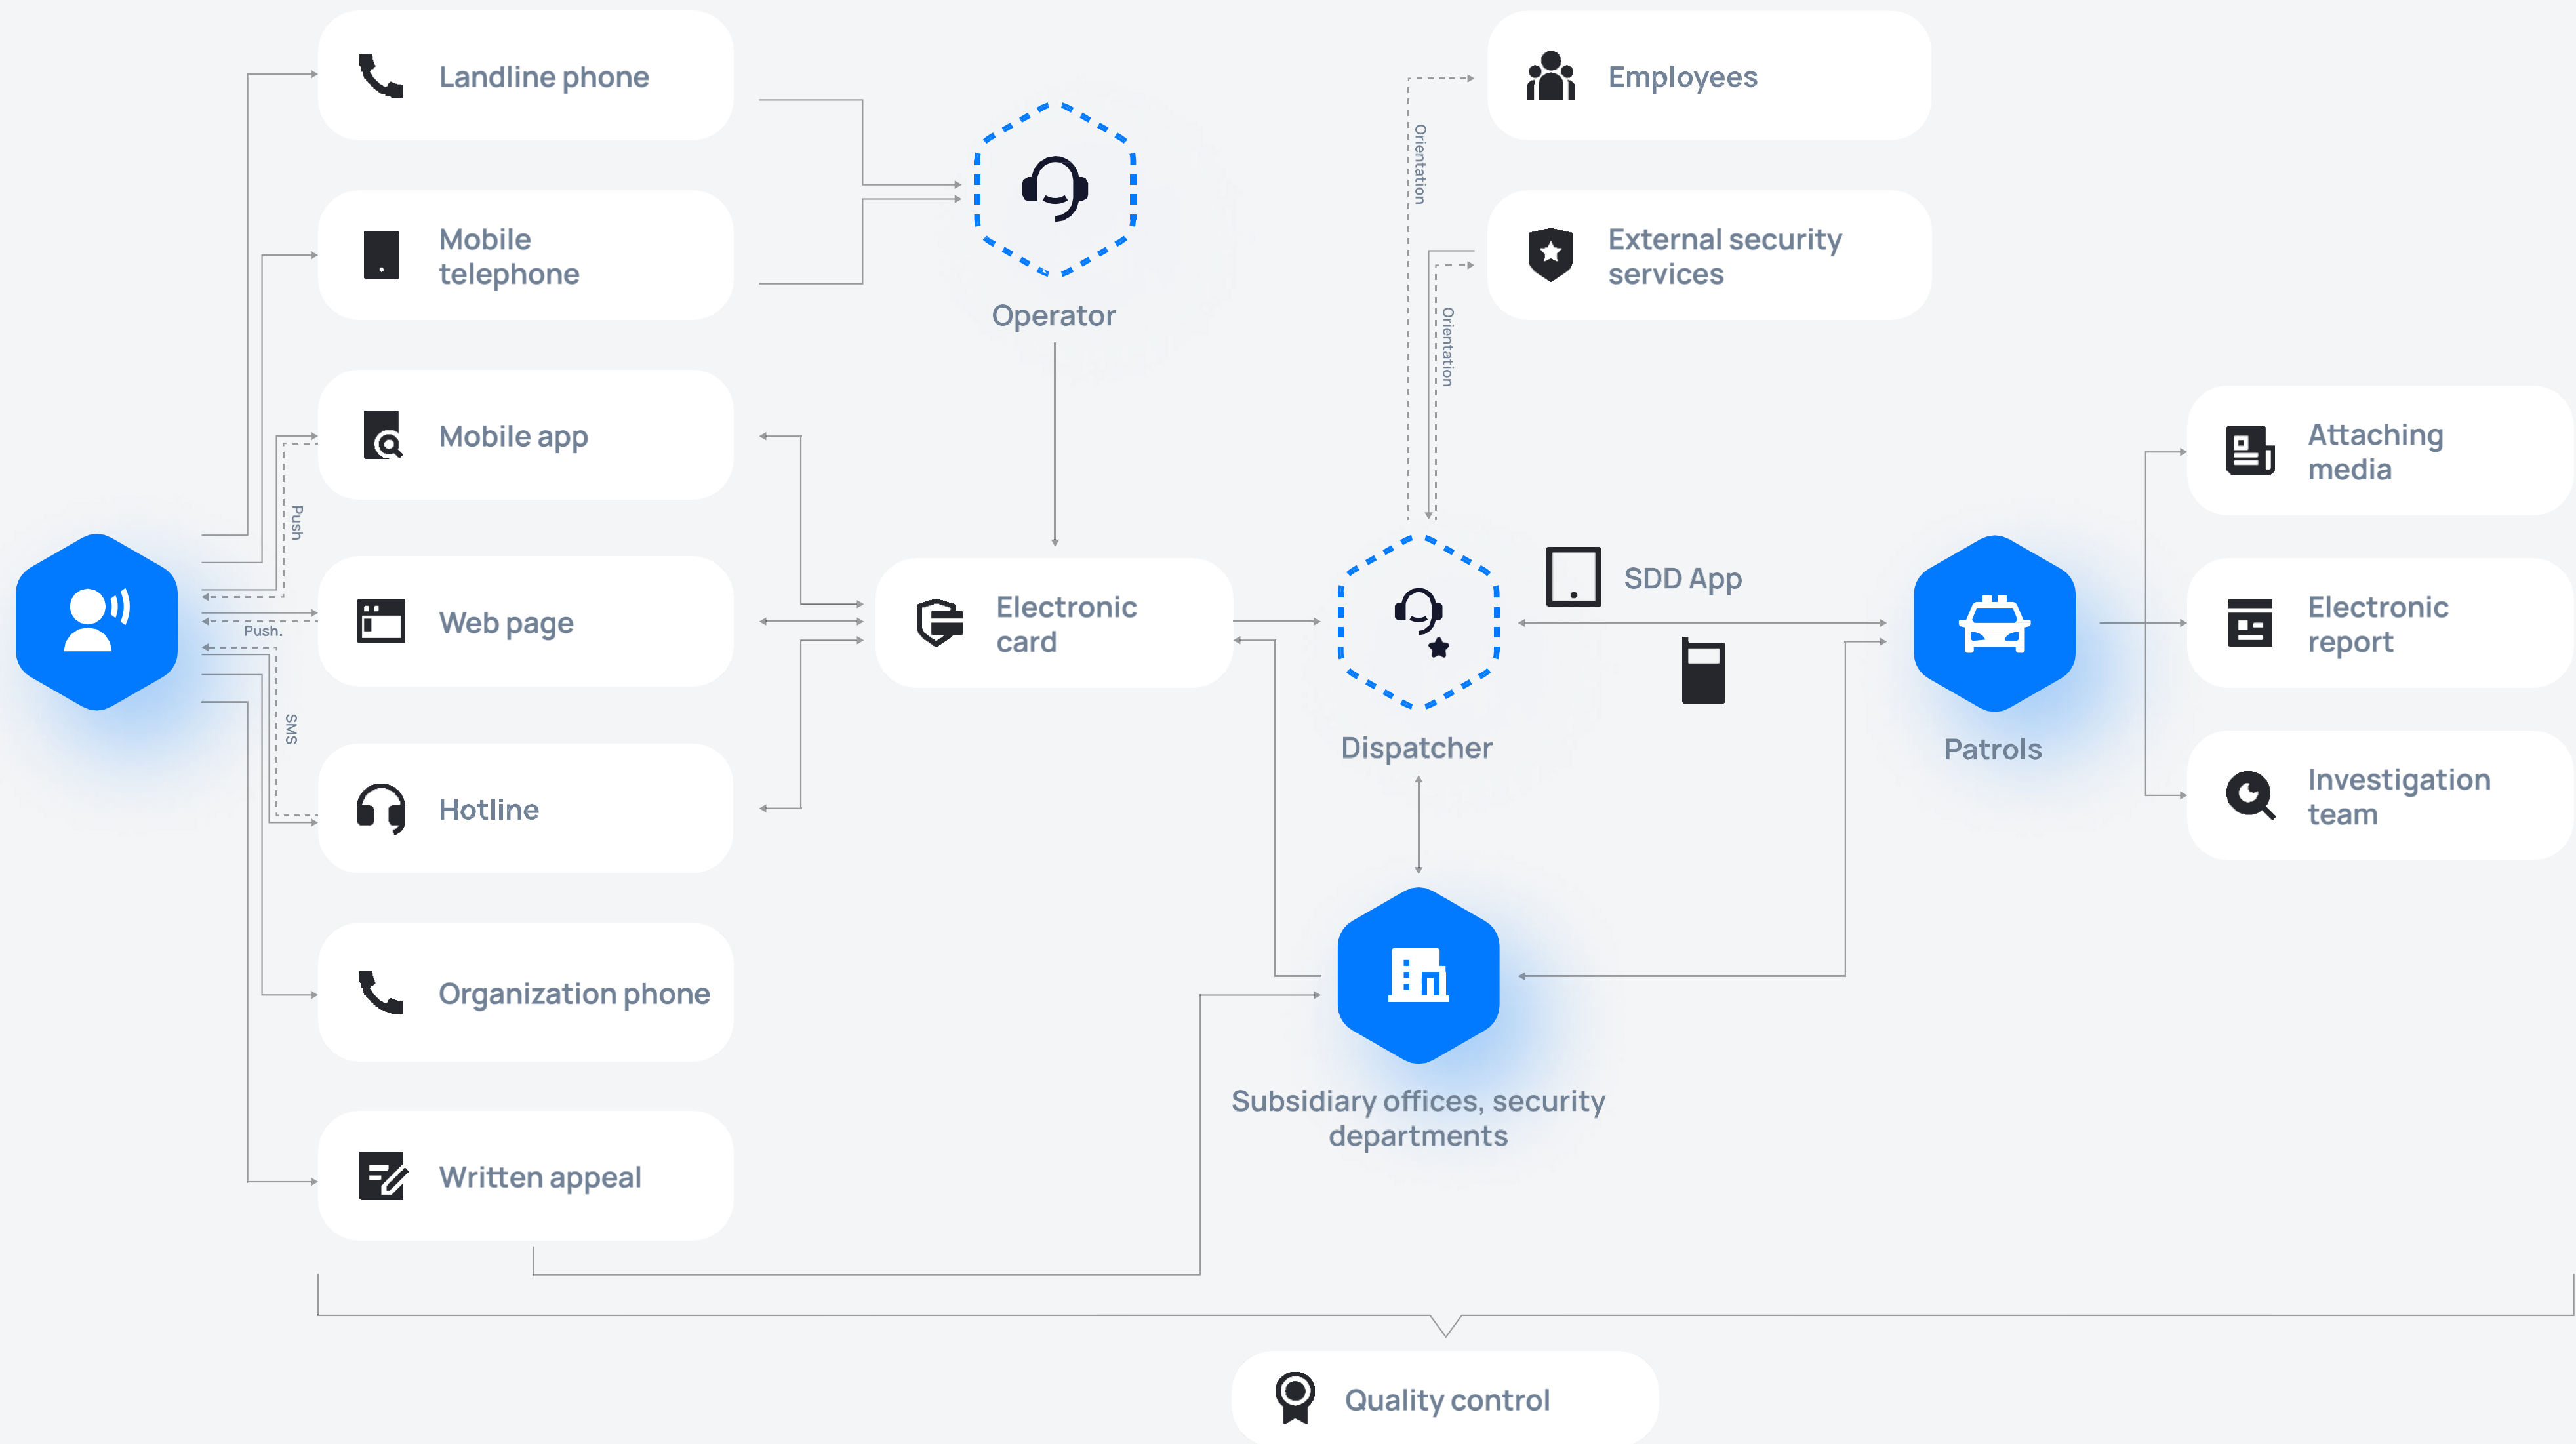 Landline phone
Mobile
telephone
Mobile app
Web page
Hotline
Organization phone
Written appeal
Push
Push.
SMS
Operator
Electronic
card
Employees
External security
services
Orientation
Orientation
Dispatcher
SDD App
Patrols
Subsidiary offices, security
departments
Attaching
media
Electronic
report
Investigation
team
Quality control